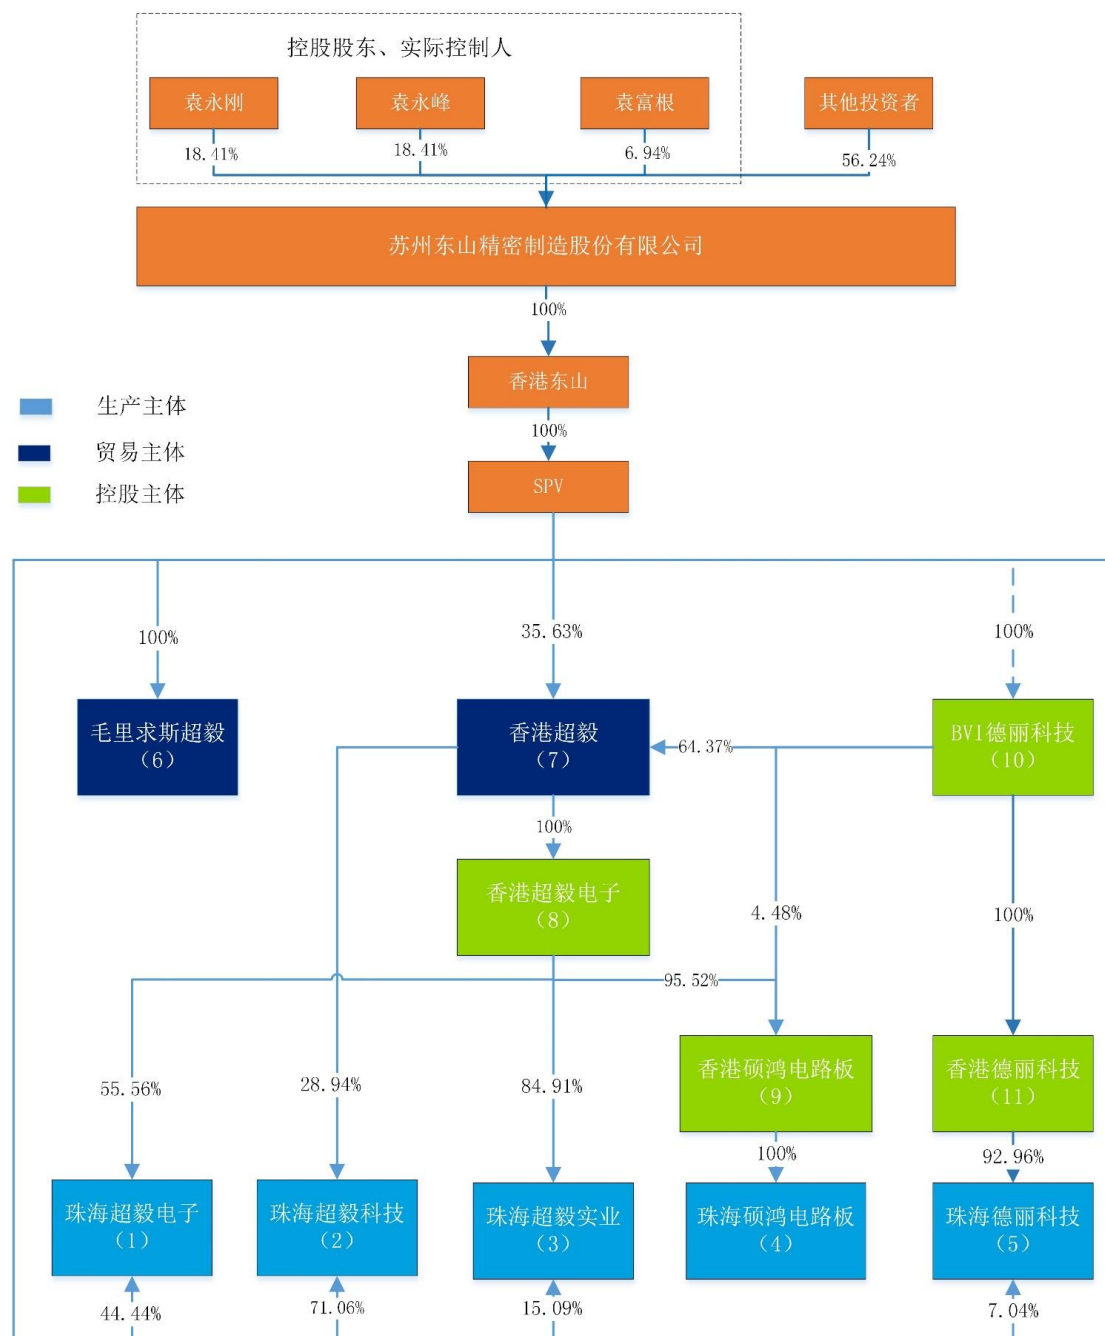 控股股东、实际控制人
袁永刚
袁永峰
袁富根
其他投资者
18.41%
18.41%
6.94%
56.24%
苏州东山精密制造股份有限公司
100%
香港东山
100%
SPV
生产主体
贸易主体
控股主体
100%
35.63%
100%
毛里求斯超毅
（6）
香港超毅
（7）
64.37%
BVI德丽科技
（10）
100%
香港超毅电子
（8）
4.48%
100%
95.52%
55.56%
28.94%
84.91%
香港硕鸿电路板
（9）
香港德丽科技
（11）
100%
92.96%
珠海超毅电子
（1）
珠海超毅科技
（2）
珠海超毅实业
（3）
珠海硕鸿电路板
（4）
珠海德丽科技
（5）
44.44%
71.06%
15.09%
7.04%